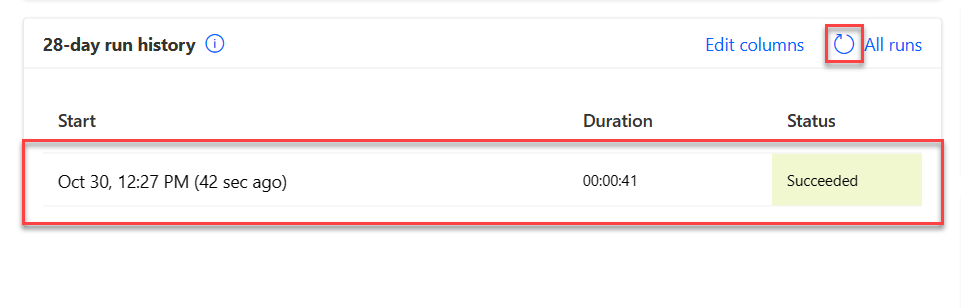 28-day run history Edit columns All runs
Start Duration Status
Oct 30, 12:27 PM (42 sec ago) 00:00:41 Succeeded